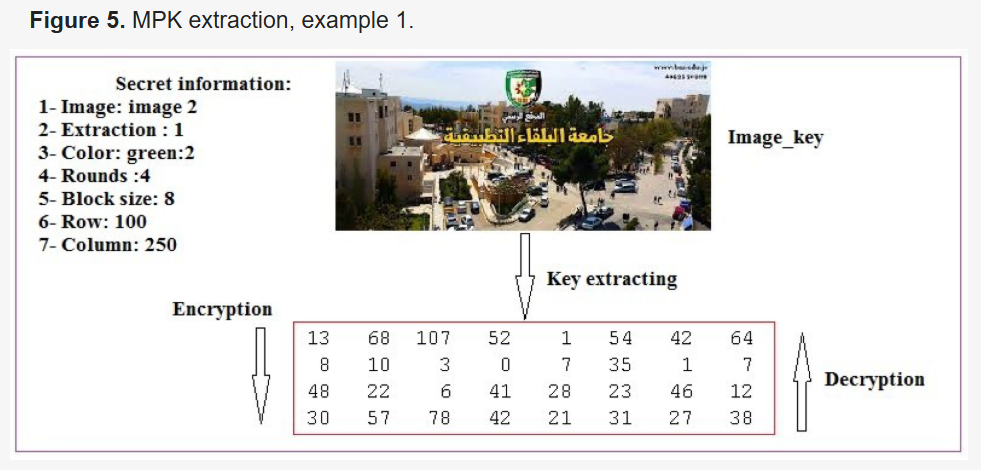 Figure 5. MPK extraction, example 1.
Secret information:
1- Image: image 2
2- Extraction : 1
3- Color: green:2
4- Rounds :4
5- Block size: 8
6- Row: 100
7- Column: 250
الموقع الرسمي
جامعة البلقاء التطبيقية
Image_key
Key extracting
Encryption
13 68 107 52 1 54 42 64
8 10 3 0 7 35 1 7
48 22 6 41 28 23 46 12
30 57 78 42 21 31 27 38
Decryption